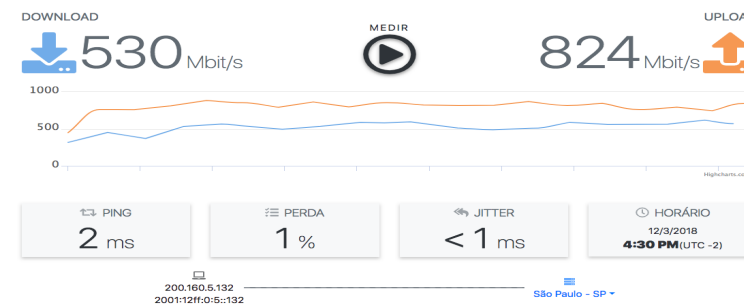 DOWNLOAD
530 Mbit/s
MEDIR
UPLOA
824 Mbit/s
1000
500
0
Highcharts.co
PING
2 ms
PERDA
1 %
JITTER
< 1 ms
HORÁRIO
12/3/2018
4:30 PM(UTC -2)
200.160.5.132
2001:12ff:0:5::132
São Paulo - SP